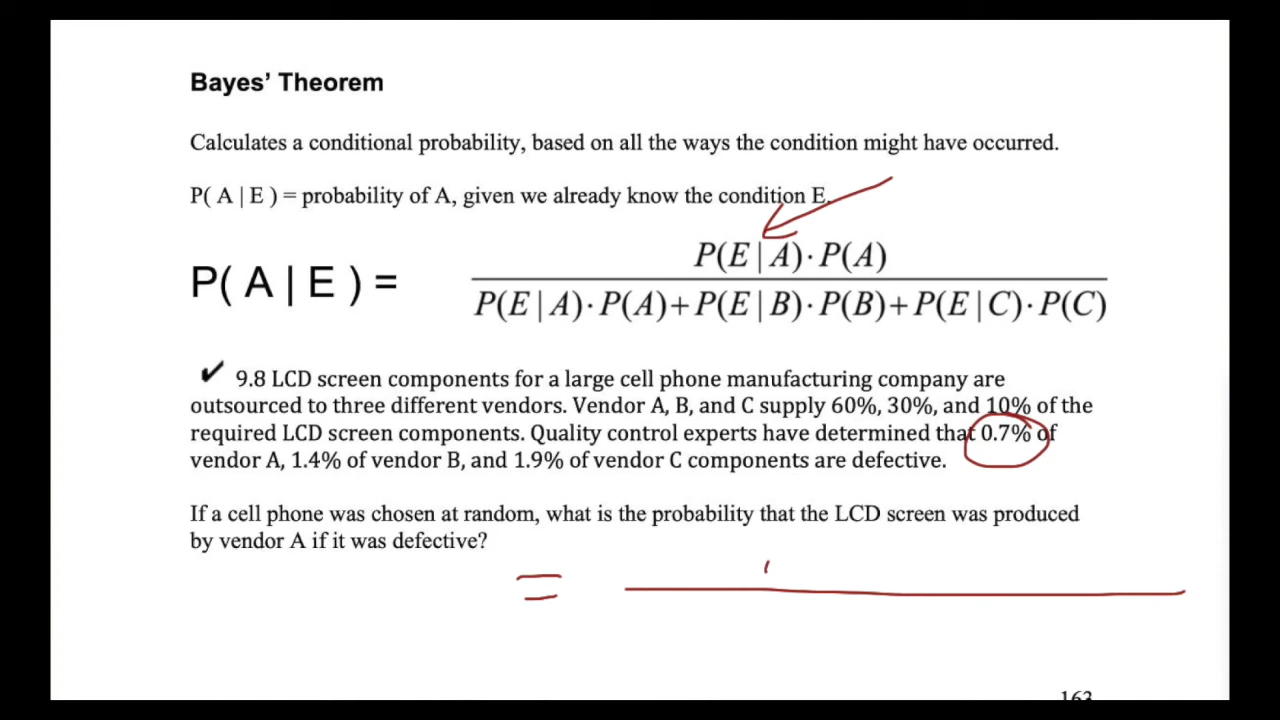 Bayes’ Theorem
Calculates a conditional probability, based on all the ways the condition might have occurred.
P( A | E ) = probability of A, given we already know the condition E.
P( A | E ) = P(E | A)· P(A)
P(E | A)· P(A)+P(E | B)· P(B)+P(E | C)· P(C)
✔ 9.8 LCD screen components for a large cell phone manufacturing company are
outsourced to three different vendors. Vendor A, B, and C supply 60%, 30%, and 10% of the
required LCD screen components. Quality control experts have determined that 0.7% of
vendor A, 1.4% of vendor B, and 1.9% of vendor C components are defective.
If a cell phone was chosen at random, what is the probability that the LCD screen was produced
by vendor A if it was defective?
=